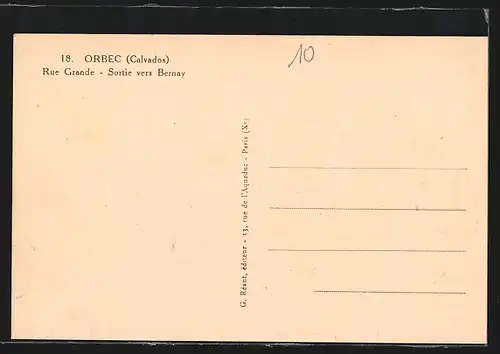 18. ORBEC (Calvados)
Rue Grande - Sortie vers Bernay
10
G. Réant, éditeur - 13, rue de l'Aqueduc - Paris (Xe)